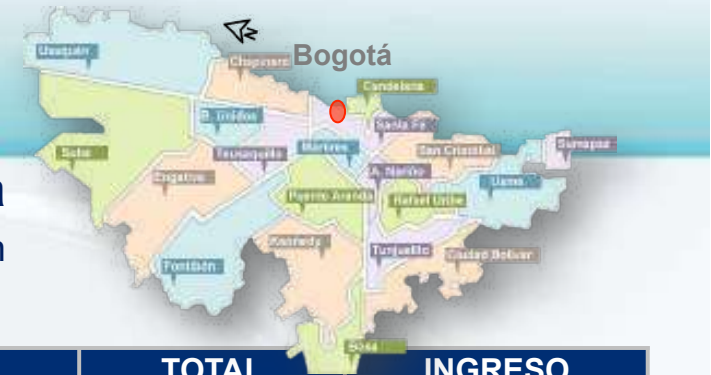 Bogotá
Usaquén
Chapinero
Candelaria
B. Unidos
Santa Fe
Suba
Teusaquillo
Mártires
San Cristóbal
Sumapaz
Engativa
A. Nariño
Usme
Puente Aranda
Rafael Uribe
Kennedy
Tunjuelito
Ciudad Bolívar
Fontibón
a
n
Bosa
TOTAL
INGRESO